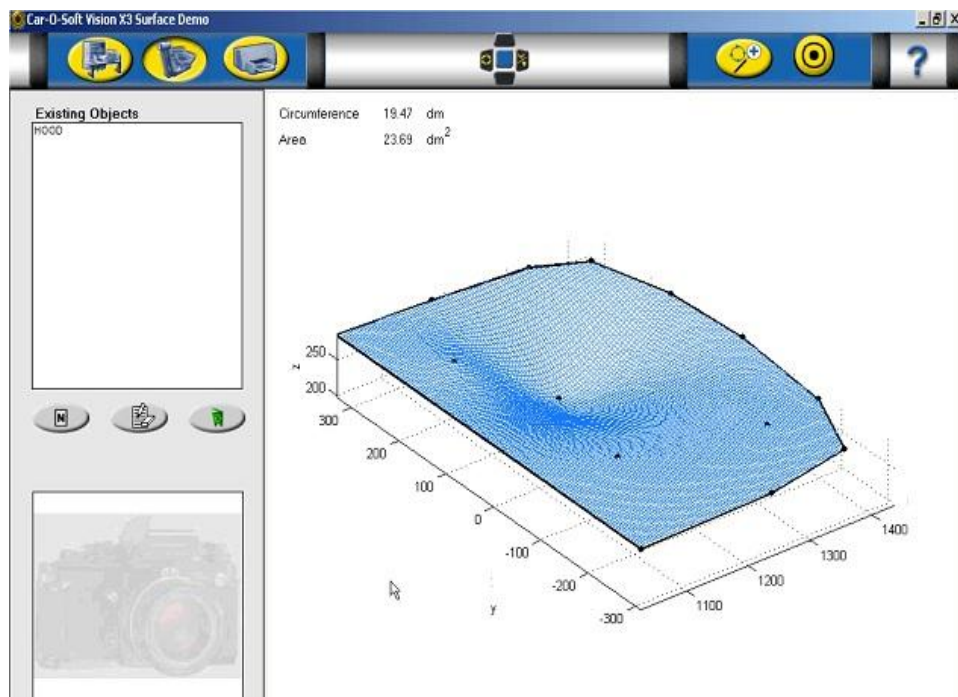 Car-O-Soft Vision X3 Surface Demo
?
Existing Objects
HOOD
N
Circumference 19.47 dm
Area 23.69 dm2
z
250
200
300
200
100
0
-100
-200
-300
y
1100
1200
1300
1400